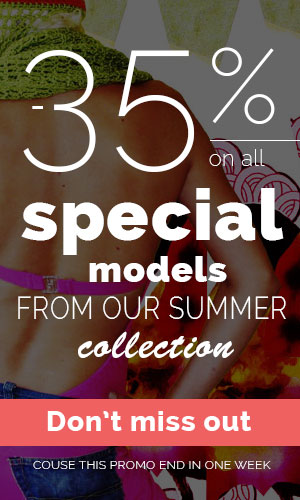 -35%
on all
special
models
FROM OUR SUMMER
collection
Don't miss out
COUSE THIS PROMO END IN ONE WEEK